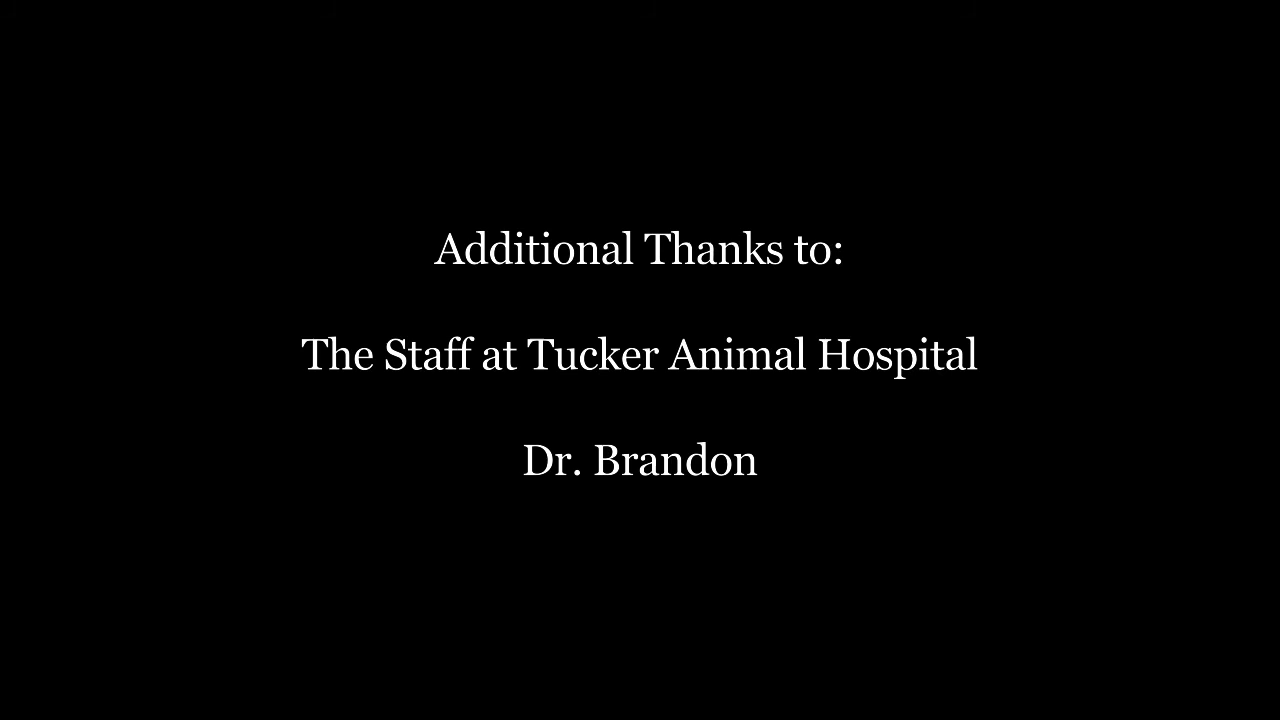 Additional Thanks to:
The Staff at Tucker Animal Hospital
Dr. Brandon